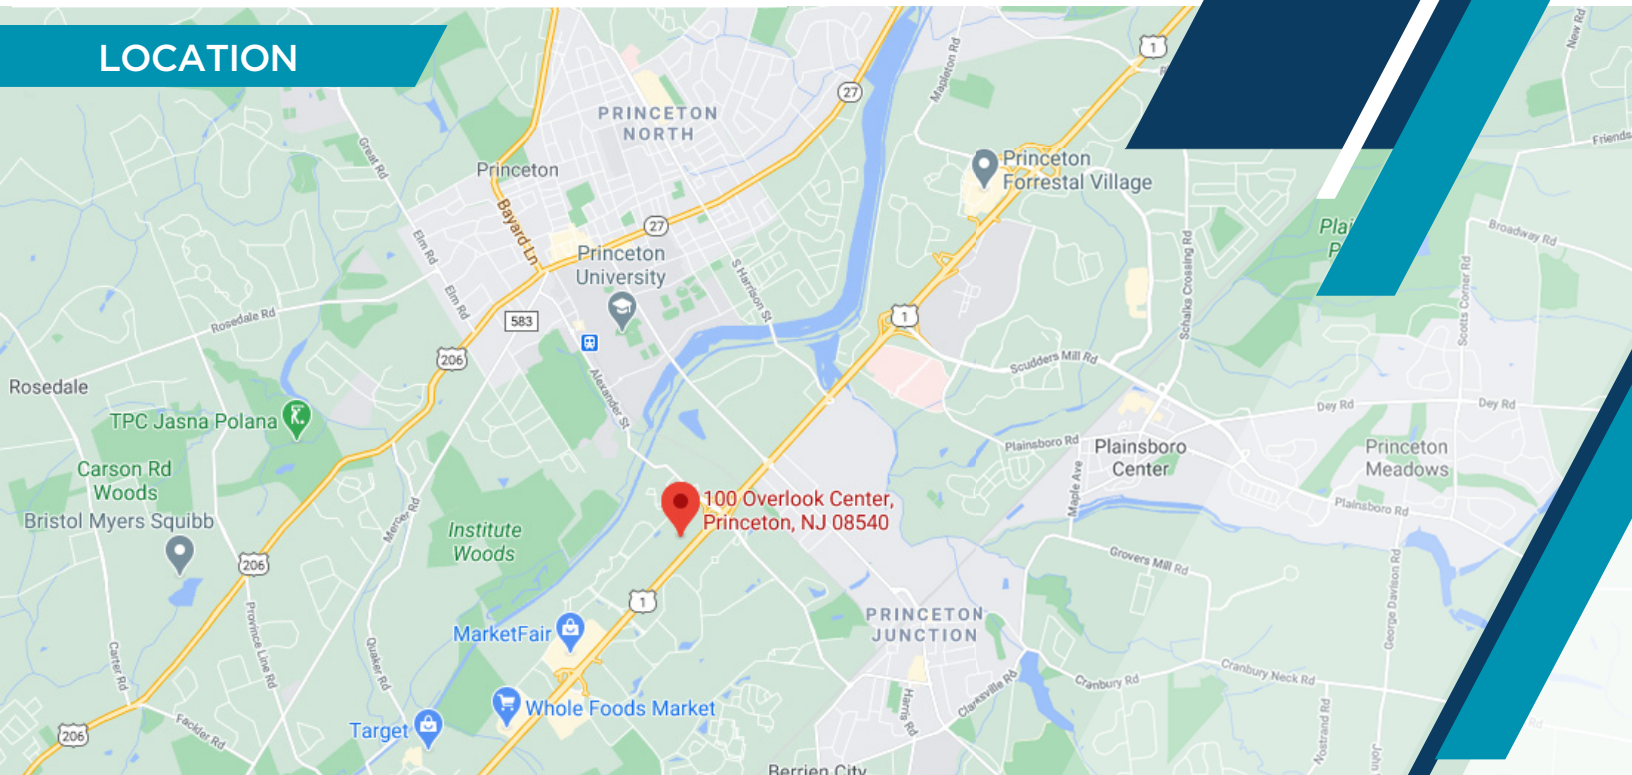 LOCATION
1
New Rd
Mapleton Rd
27
PRINCETON
NORTH
Great Rd
Friends
Princeton
Princeton
Forrestal Village
Bayard Ln
27
Elm Rd
Princeton
University
S Harrison St
Schalks Crossing Rd
Broadway Rd
Scotts Corner Rd
Elm Rd
Rosedale Rd
583
1
206
Scudders Mill Rd
Rosedale
Alexander St
TPC Jasna Polana
Dey Rd
Dey Rd
Plainsboro Rd
Plainsboro
Center
Princeton
Meadows
Carson Rd
Woods
Maple Ave
100 Overlook Center,
Princeton, NJ 08540
Plainsboro Rd
Bristol Myers Squibb
Mercer Rd
Institute
Woods
206
Grovers Mill Rd
George Davison Rd
1
PRINCETON
JUNCTION
MarketFair
Province Line Rd
Carter Rd
Quaker Rd
Cranbury Rd
Cranbury Neck Rd
Clarksville Rd
Harris Rd
Whole Foods Market
Nostrand Rd
Target
Fackler Rd
206
Berrien City